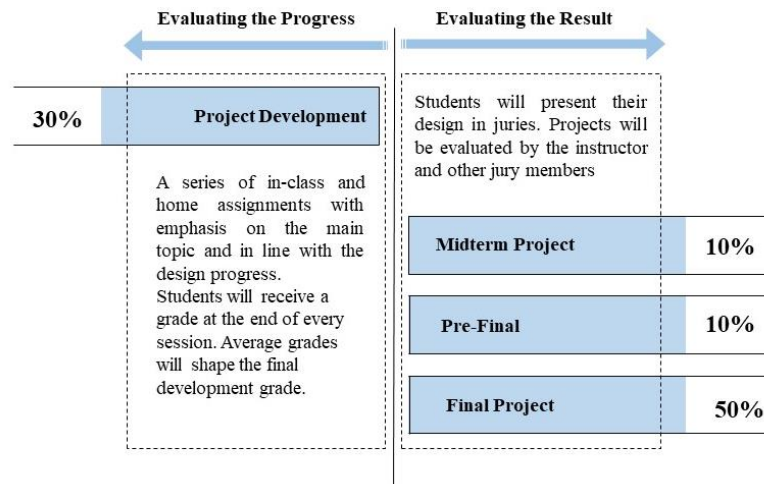 Evaluating the Progress
Evaluating the Result
30%
Project Development
A series of in-class and
home assignments with
emphasis on the main
topic and in line with the
design progress.
Students will receive a
grade at the end of every
session. Average grades
will shape the final
development grade.
Students will present their
design in juries. Projects will
be evaluated by the instructor
and other jury members
Midterm Project
10%
Pre-Final
10%
Final Project
50%